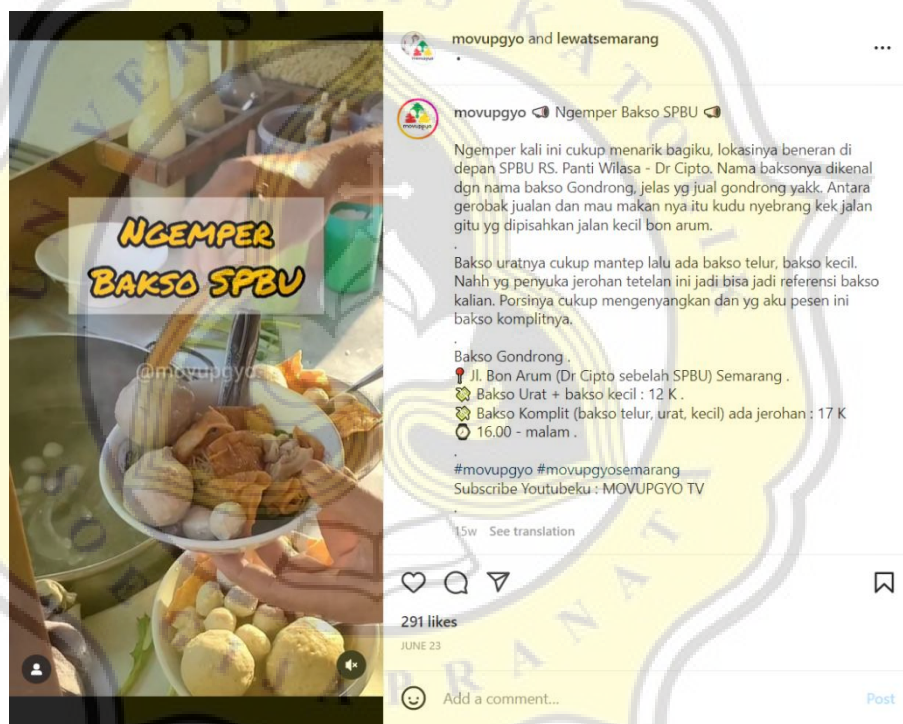 movupgyo and lewatsemarang
movupgyo Ngemper Bakso SPBU
Ngemper kali ini cukup menarik bagiku, lokasinya beneran di
depan SPBU RS. Panti Wilasa - Dr Cipto. Nama baksonya dikenal
dgn nama bakso Gondrong, jelas yg jual gondrong yakk. Antara
gerobak jualan dan mau makan nya itu kudu nyebrang kek jalan
gitu yg dipisahkan jalan kecil bon arum.
.
Bakso uratnya cukup mantep lalu ada bakso telur, bakso kecil.
Nahh yg penyuka jerohan tetelan ini jadi bisa jadi referensi bakso
kalian. Porsinya cukup mengenyangkan dan yg aku pesen ini
bakso komplitnya.
.
Bakso Gondrong .
Jl. Bon Arum (Dr Cipto sebelah SPBU) Semarang .
Bakso Urat + bakso kecil : 12 K .
Bakso Komplit (bakso telur, urat, kecil) ada jerohan : 17 K
16.00 - malam .
.
#movupgyo #movupgyosemarang
Subscribe Youtubeku : MOVUPGYO TV
.
15w See translation
291 likes
JUNE 23
Add a comment... Post
NGEMPER
BAKSO SPBU
@movupgyo